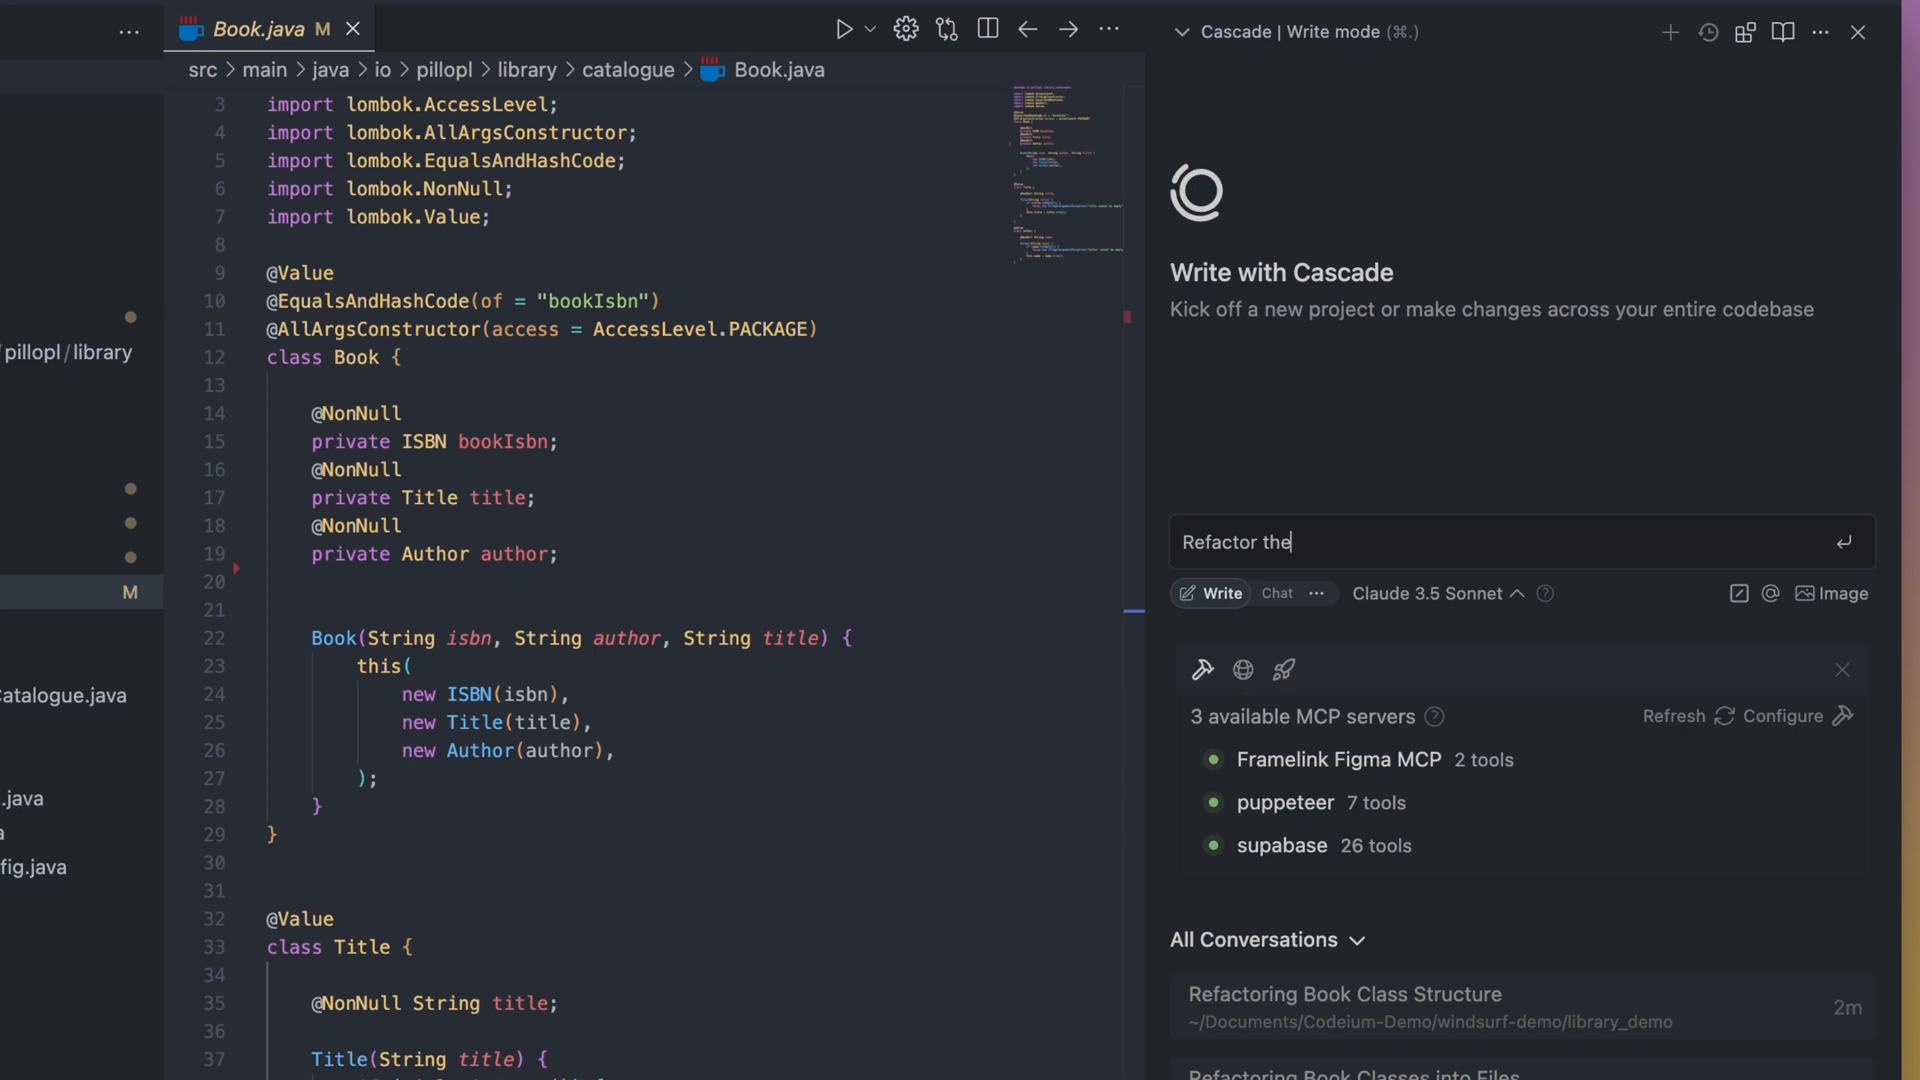 Book.java M
src > main > java > io > pillopl > library > catalogue > Book.java
/pillopl/library
M
Catalogue.java
.java
a
fig.java
3 import lombok.AccessLevel;
4 import lombok.AllArgsConstructor;
5 import lombok.EqualsAndHashCode;
6 import lombok.NonNull;
7 import lombok.Value;
8
9 @Value
10 @EqualsAndHashCode(of = "bookIsbn")
11 @AllArgsConstructor(access = AccessLevel.PACKAGE)
12 class Book {
13
14 @NonNull
15 private ISBN bookIsbn;
16 @NonNull
17 private Title title;
18 @NonNull
19 private Author author;
20
21
22 Book(String isbn, String author, String title) {
23 this(
24 new ISBN(isbn),
25 new Title(title),
26 new Author(author),
27 );
28 }
29 }
30
31
32 @Value
33 class Title {
34
35 @NonNull String title;
36
37 Title(String title) {
Cascade | Write mode (⌘.)
Write with Cascade
Kick off a new project or make changes across your entire codebase
Refactor the
Write Chat Claude 3.5 Sonnet Image
3 available MCP servers Refresh Configure
Framelink Figma MCP 2 tools
puppeteer 7 tools
supabase 26 tools
All Conversations
Refactoring Book Class Structure
2m
~/Documents/Codeium-Demo/windsurf-demo/library_demo
Refactoring Book Classes into Files